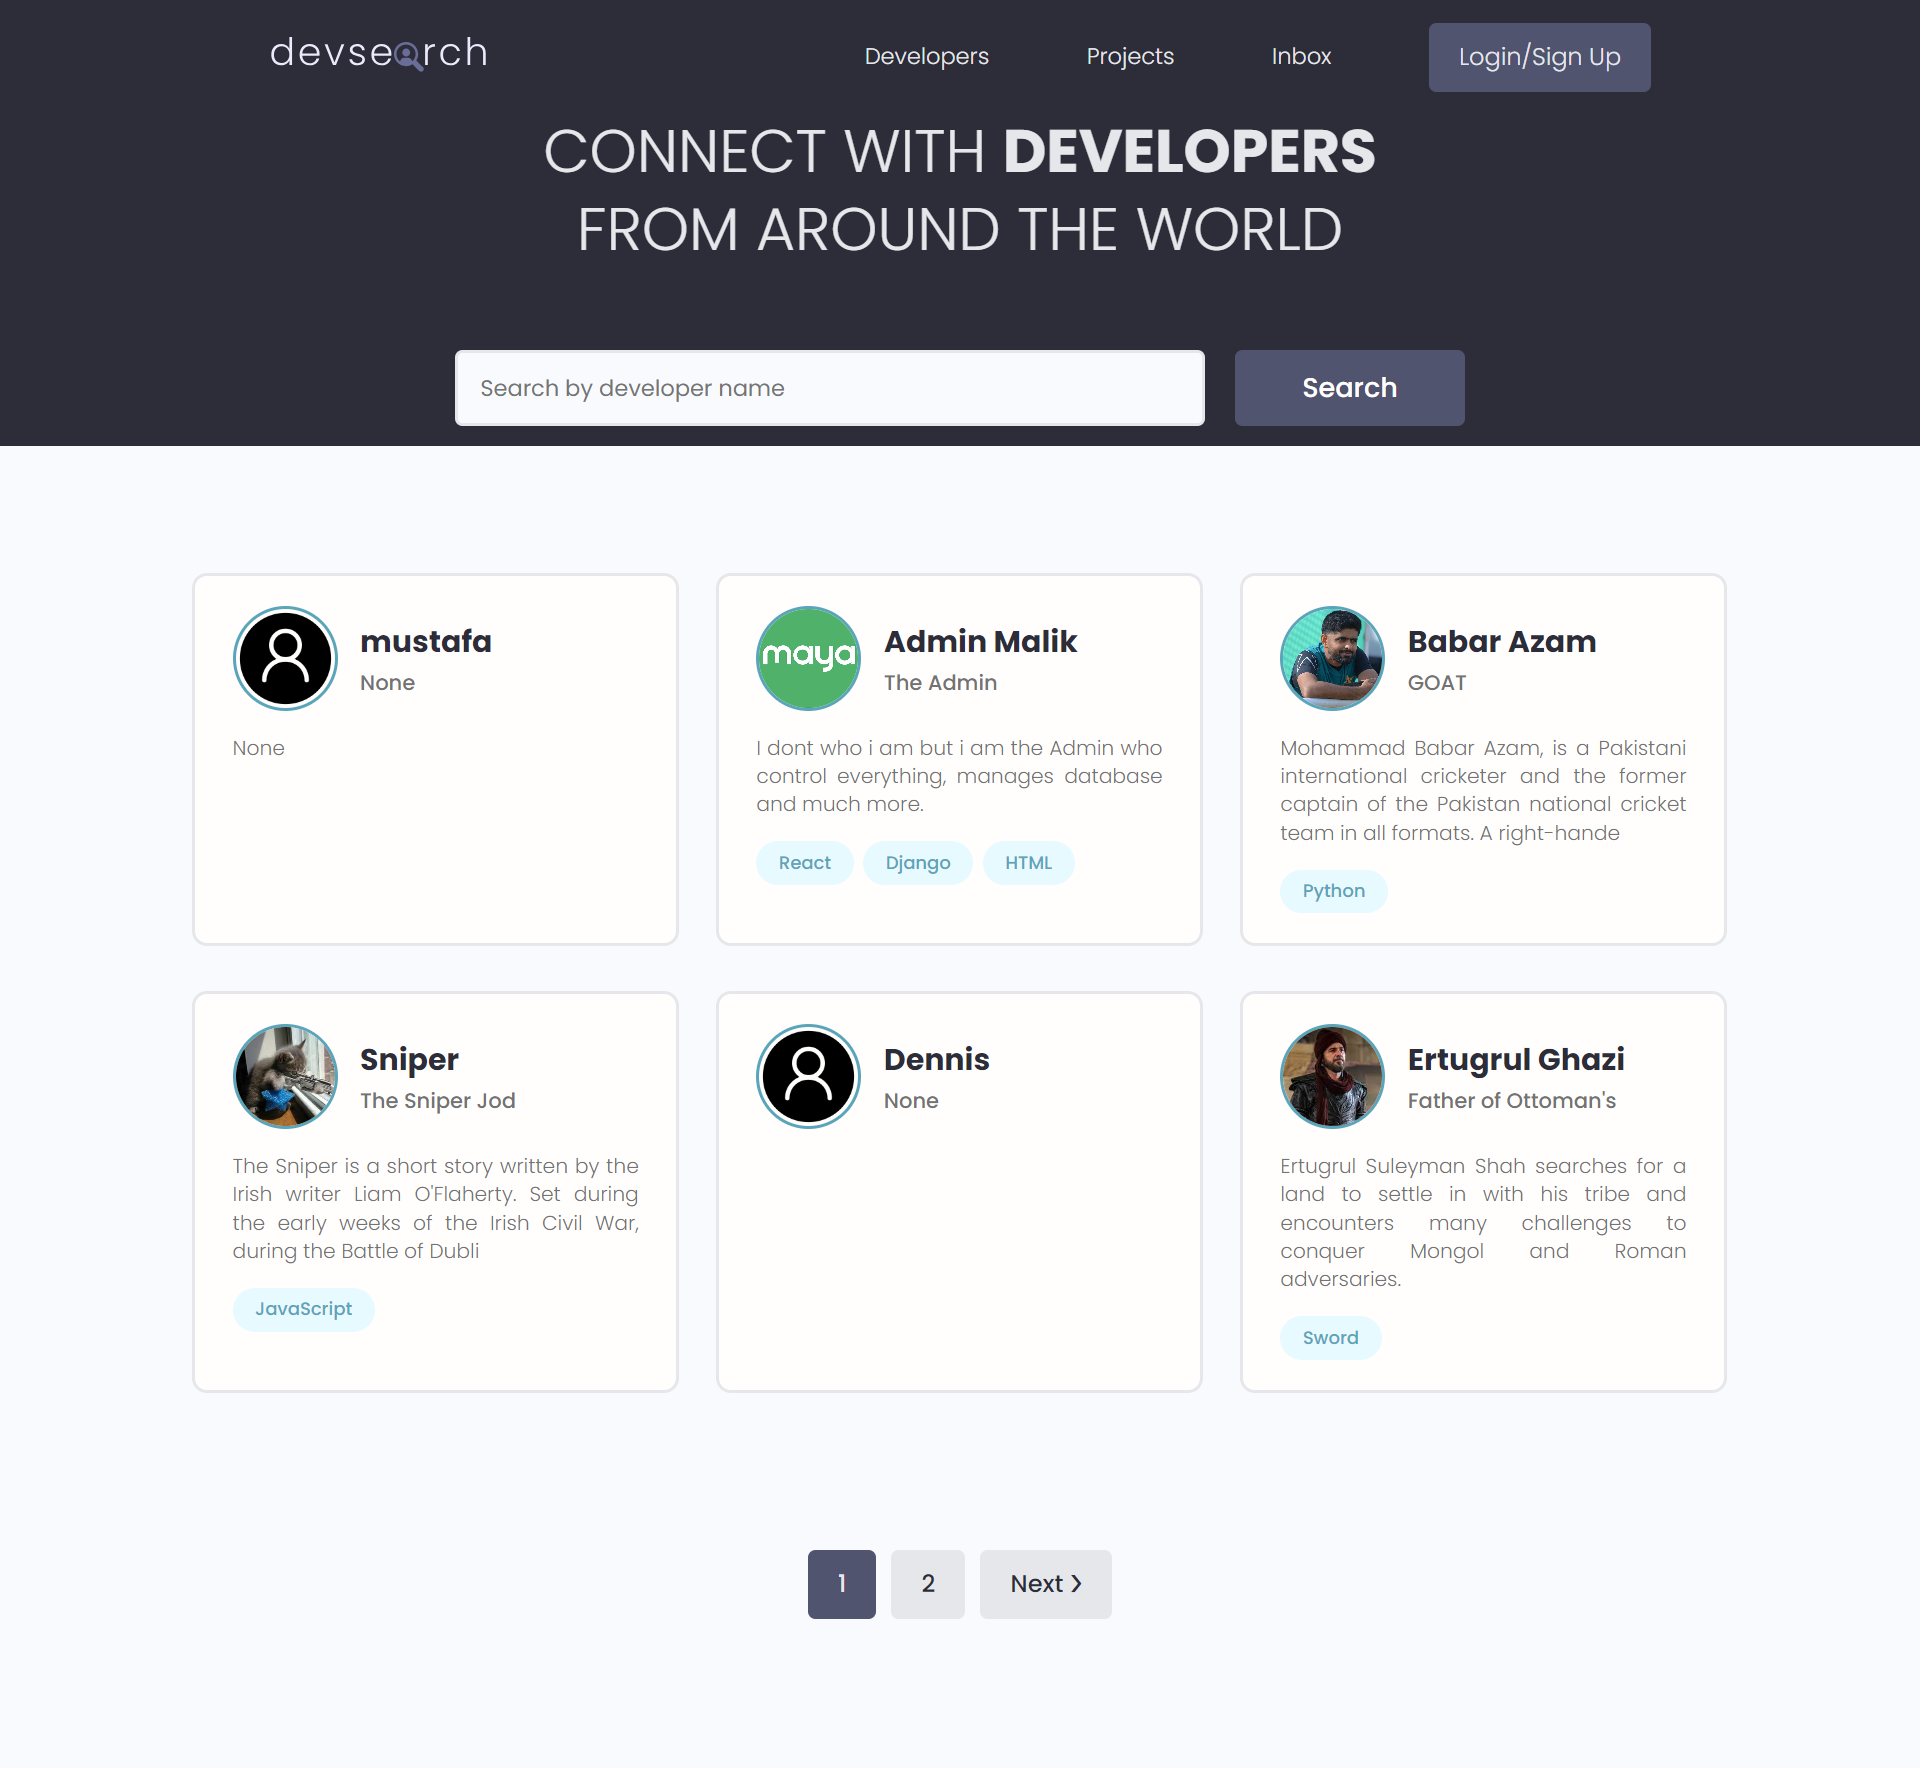 devsearch
Developers
Projects
Inbox
Login/Sign Up
CONNECT WITH DEVELOPERS
FROM AROUND THE WORLD
Search by developer name
Search
mustafa
None
None
maya
Admin Malik
The Admin
I dont who i am but i am the Admin who
control everything, manages database
and much more.
React
Django
HTML
Babar Azam
GOAT
Mohammad Babar Azam, is a Pakistani
international cricketer and the former
captain of the Pakistan national cricket
team in all formats. A right-hande
Python
Sniper
The Sniper Jod
The Sniper is a short story written by the
Irish writer Liam O'Flaherty. Set during
the early weeks of the Irish Civil War,
during the Battle of Dubli
JavaScript
Dennis
None
Ertugrul Ghazi
Father of Ottoman's
Ertugrul Suleyman Shah searches for a
land to settle in with his tribe and
encounters many challenges to
conquer Mongol and Roman
adversaries.
Sword
1
2
Next ❯